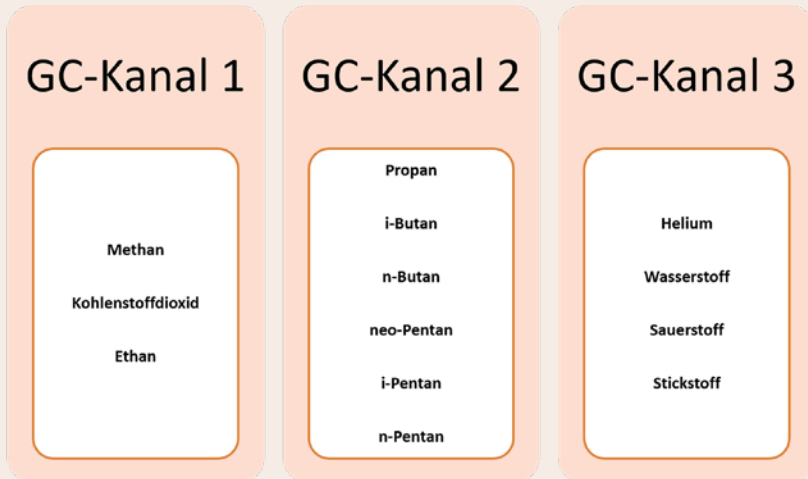 GC-Kanal 1
Methan
Kohlenstoffdioxid
Ethan
GC-Kanal 2
Propan
i-Butan
n-Butan
neo-Pentan
i-Pentan
n-Pentan
GC-Kanal 3
Helium
Wasserstoff
Sauerstoff
Stickstoff